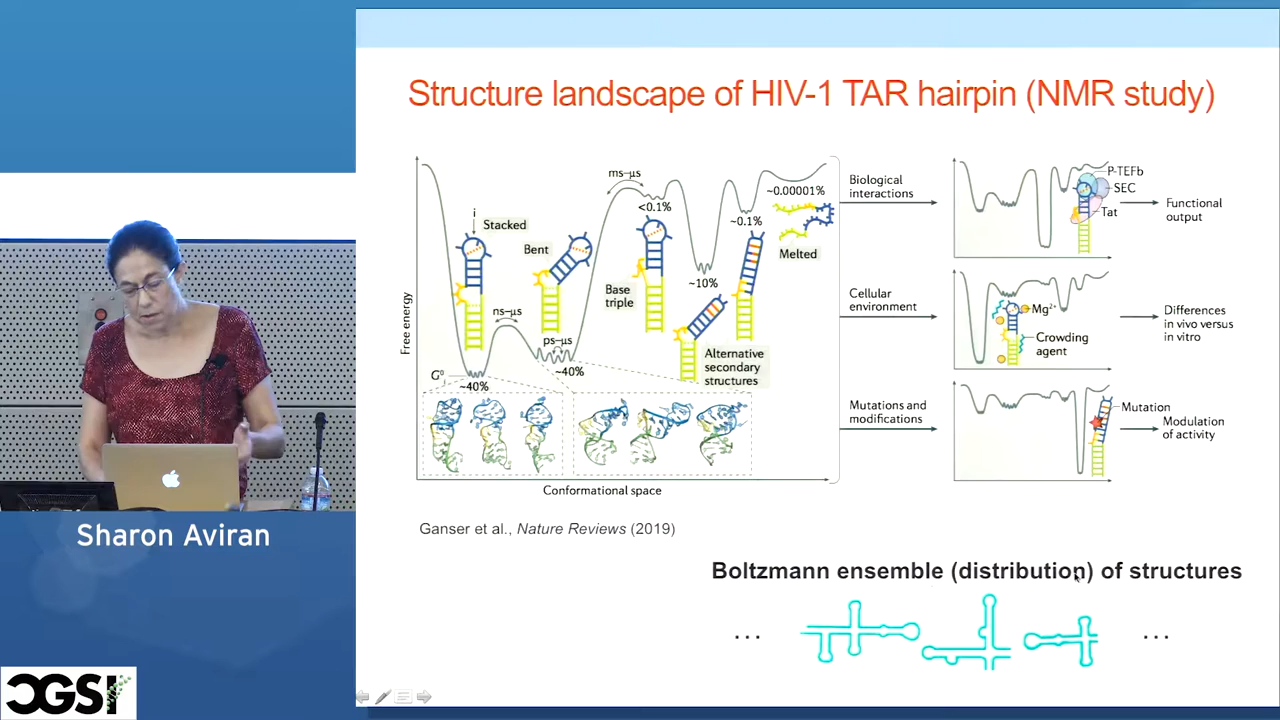 Structure landscape of HIV-1 TAR hairpin (NMR study)
Free energy
i
Stacked
Bent
ns–μs
ps–μs
~40%
G⁰ᵢ
~40%
ms–μs
<0.1%
Base
triple
~10%
~0.1%
~0.00001%
Melted
Alternative
secondary
structures
Conformational space
Biological
interactions
P-TEFb
SEC
Tat
Functional
output
Cellular
environment
Mg²⁺
Crowding
agent
Differences
in vivo versus
in vitro
Mutations and
modifications
Mutation
Modulation
of activity
Ganser et al., Nature Reviews (2019)
Boltzmann ensemble (distribution) of structures
...
...
Sharon Aviran
CGSI